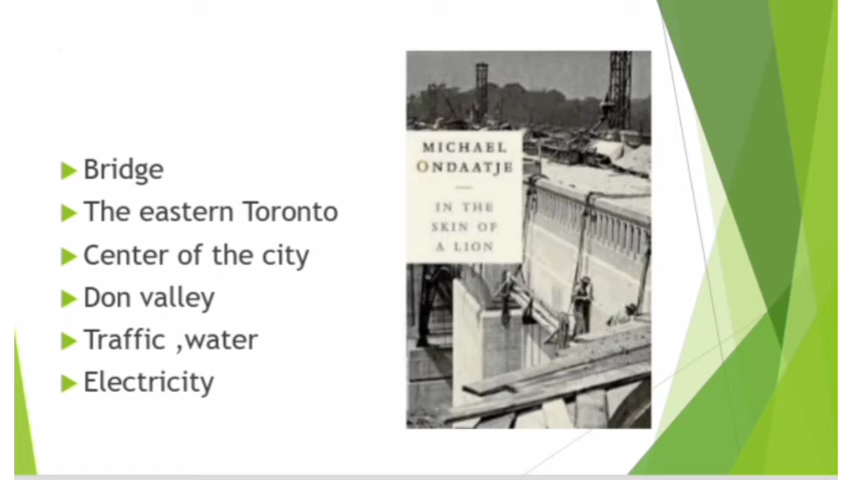 Bridge
The eastern Toronto
Center of the city
Don valley
Traffic ,water
Electricity
MICHAEL
ONDAATJE
IN THE
SKIN OF
A LION